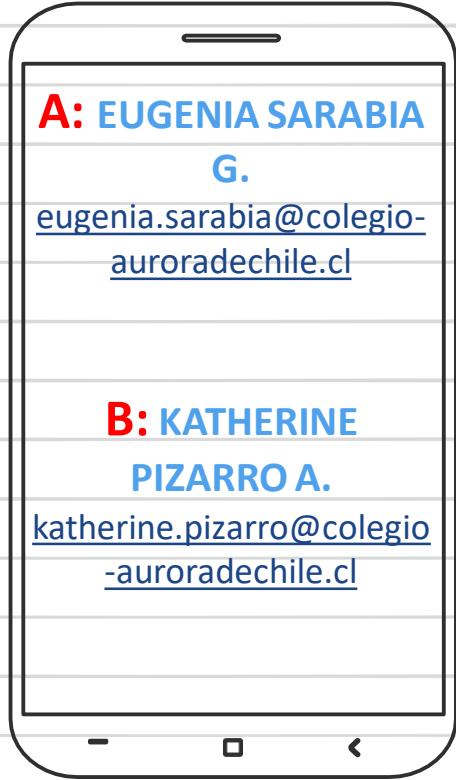 A: EUGENIA SARABIA
G.
eugenia.sarabia@colegio-
auroradechile.cl
B: KATHERINE
PIZARRO A.
katherine.pizarro@colegio
-auroradechile.cl